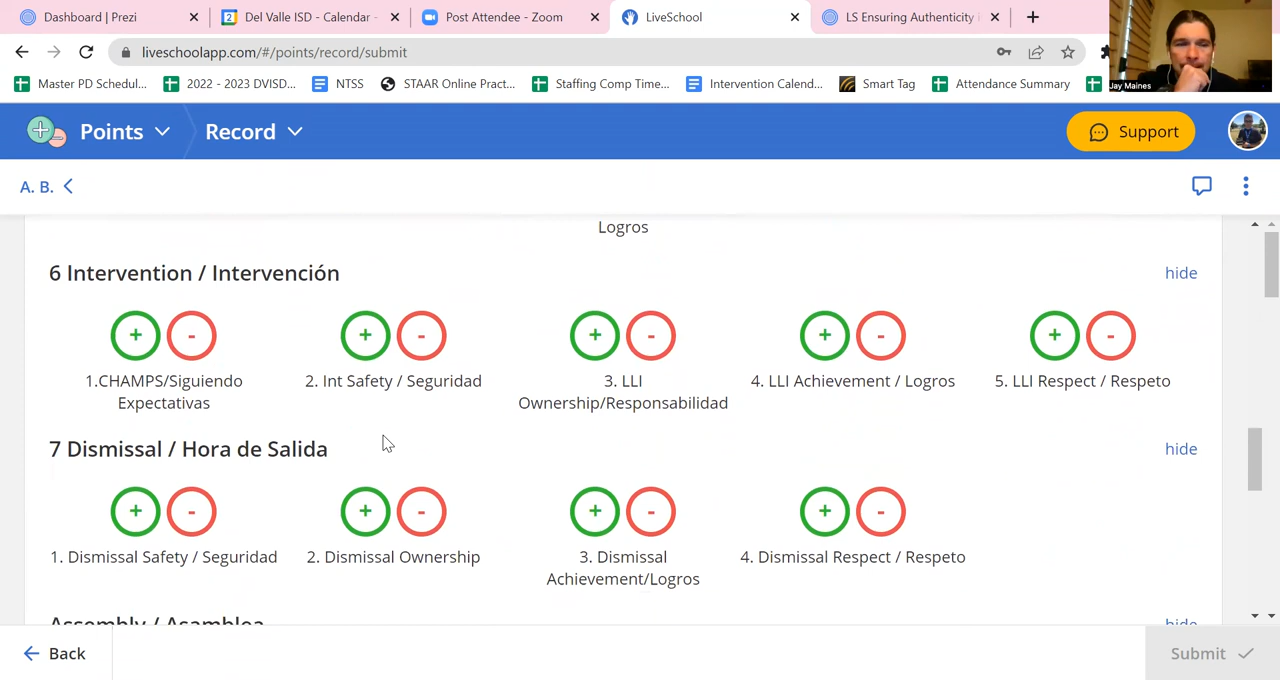 Dashboard | Prezi
Del Valle ISD - Calendar -
Post Attendee - Zoom
LiveSchool
LS Ensuring Authenticity
liveschoolapp.com/#/points/record/submit
Master PD Schedul...
2022 - 2023 DVISD...
NTSS
STAAR Online Pract...
Staffing Comp Time...
Intervention Calend...
Smart Tag
Attendance Summary
Jay Maines
Points
Record
Support
A. B.
Logros
6 Intervention / Intervención
hide
+ - + - + - + - + -
1.CHAMPS/Siguiendo
Expectativas
2. Int Safety / Seguridad
3. LLI
Ownership/Responsabilidad
4. LLI Achievement / Logros
5. LLI Respect / Respeto
7 Dismissal / Hora de Salida
hide
+ - + - + - + -
1. Dismissal Safety / Seguridad
2. Dismissal Ownership
3. Dismissal
Achievement/Logros
4. Dismissal Respect / Respeto
Assembly / Asamblea
hide
Back
Submit